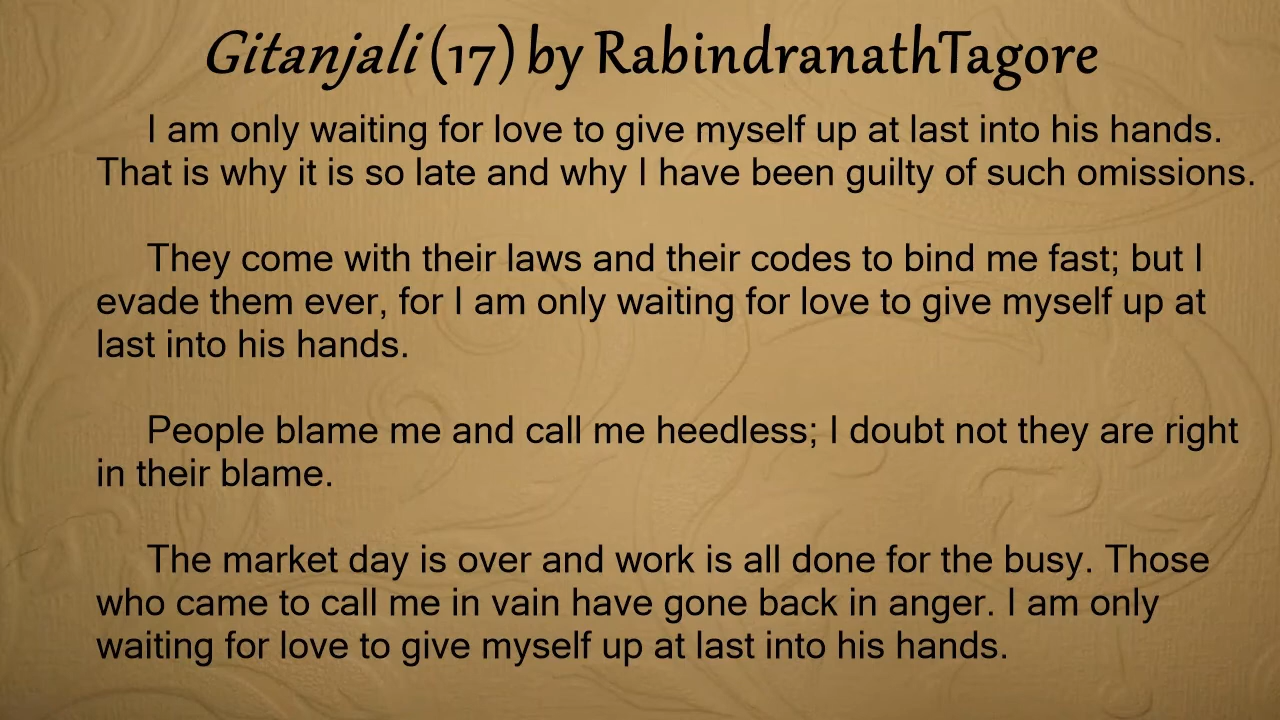 Gitanjali (17) by RabindranathTagore
I am only waiting for love to give myself up at last into his hands.
That is why it is so late and why I have been guilty of such omissions.
They come with their laws and their codes to bind me fast; but I
evade them ever, for I am only waiting for love to give myself up at
last into his hands.
People blame me and call me heedless; I doubt not they are right
in their blame.
The market day is over and work is all done for the busy. Those
who came to call me in vain have gone back in anger. I am only
waiting for love to give myself up at last into his hands.